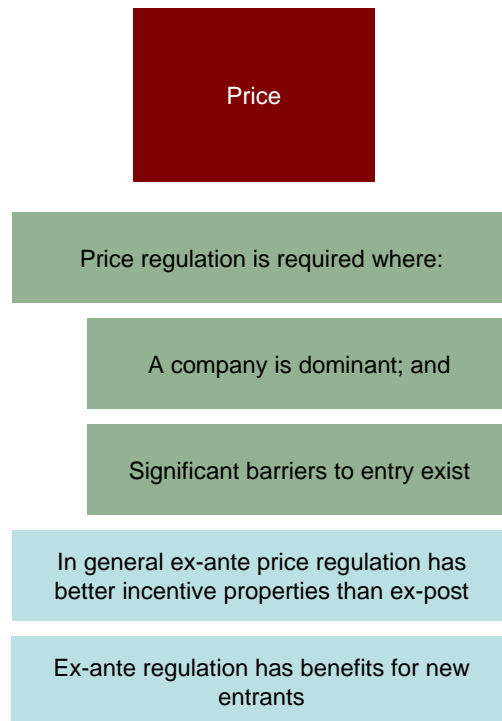 Price
Price regulation is required where:
A company is dominant; and
Significant barriers to entry exist
In general ex-ante price regulation has
better incentive properties than ex-post
Ex-ante regulation has benefits for new
entrants